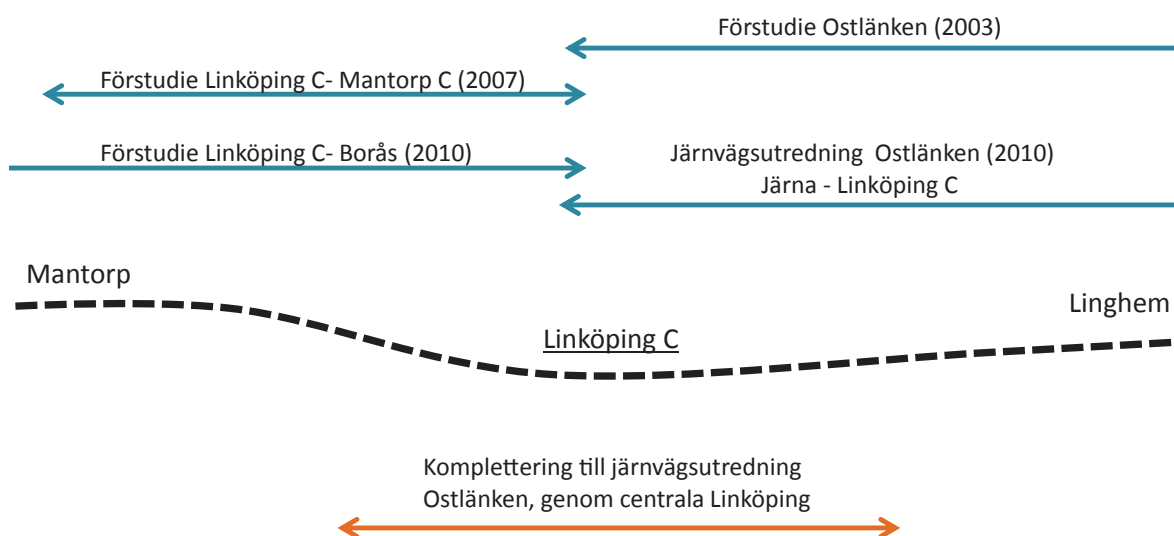 Förstudie Ostlänken (2003)
Förstudie Linköping C- Mantorp C (2007)
Förstudie Linköping C- Borås (2010)
Järnvägsutredning  Ostlänken (2010)
Järna - Linköping C
Mantorp
Linghem
Linköping C
Komplettering till järnvägsutredning
Ostlänken, genom centrala Linköping